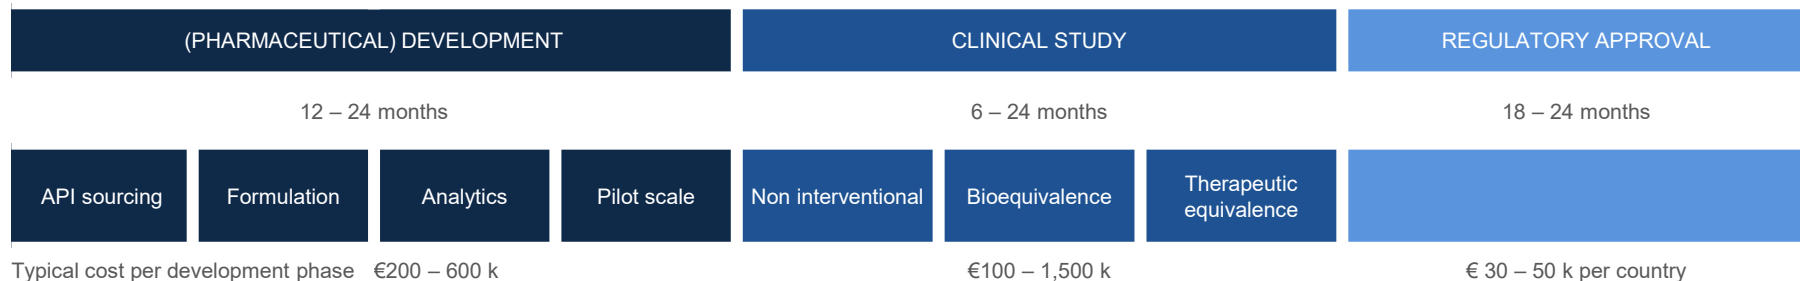 (PHARMACEUTICAL) DEVELOPMENT
CLINICAL STUDY
REGULATORY APPROVAL
12 – 24 months
6 – 24 months
18 – 24 months
API sourcing
Formulation
Analytics
Pilot scale
Non interventional
Bioequivalence
Therapeutic
equivalence
Typical cost per development phase
€200 – 600 k
€100 – 1,500 k
€ 30 – 50 k per country